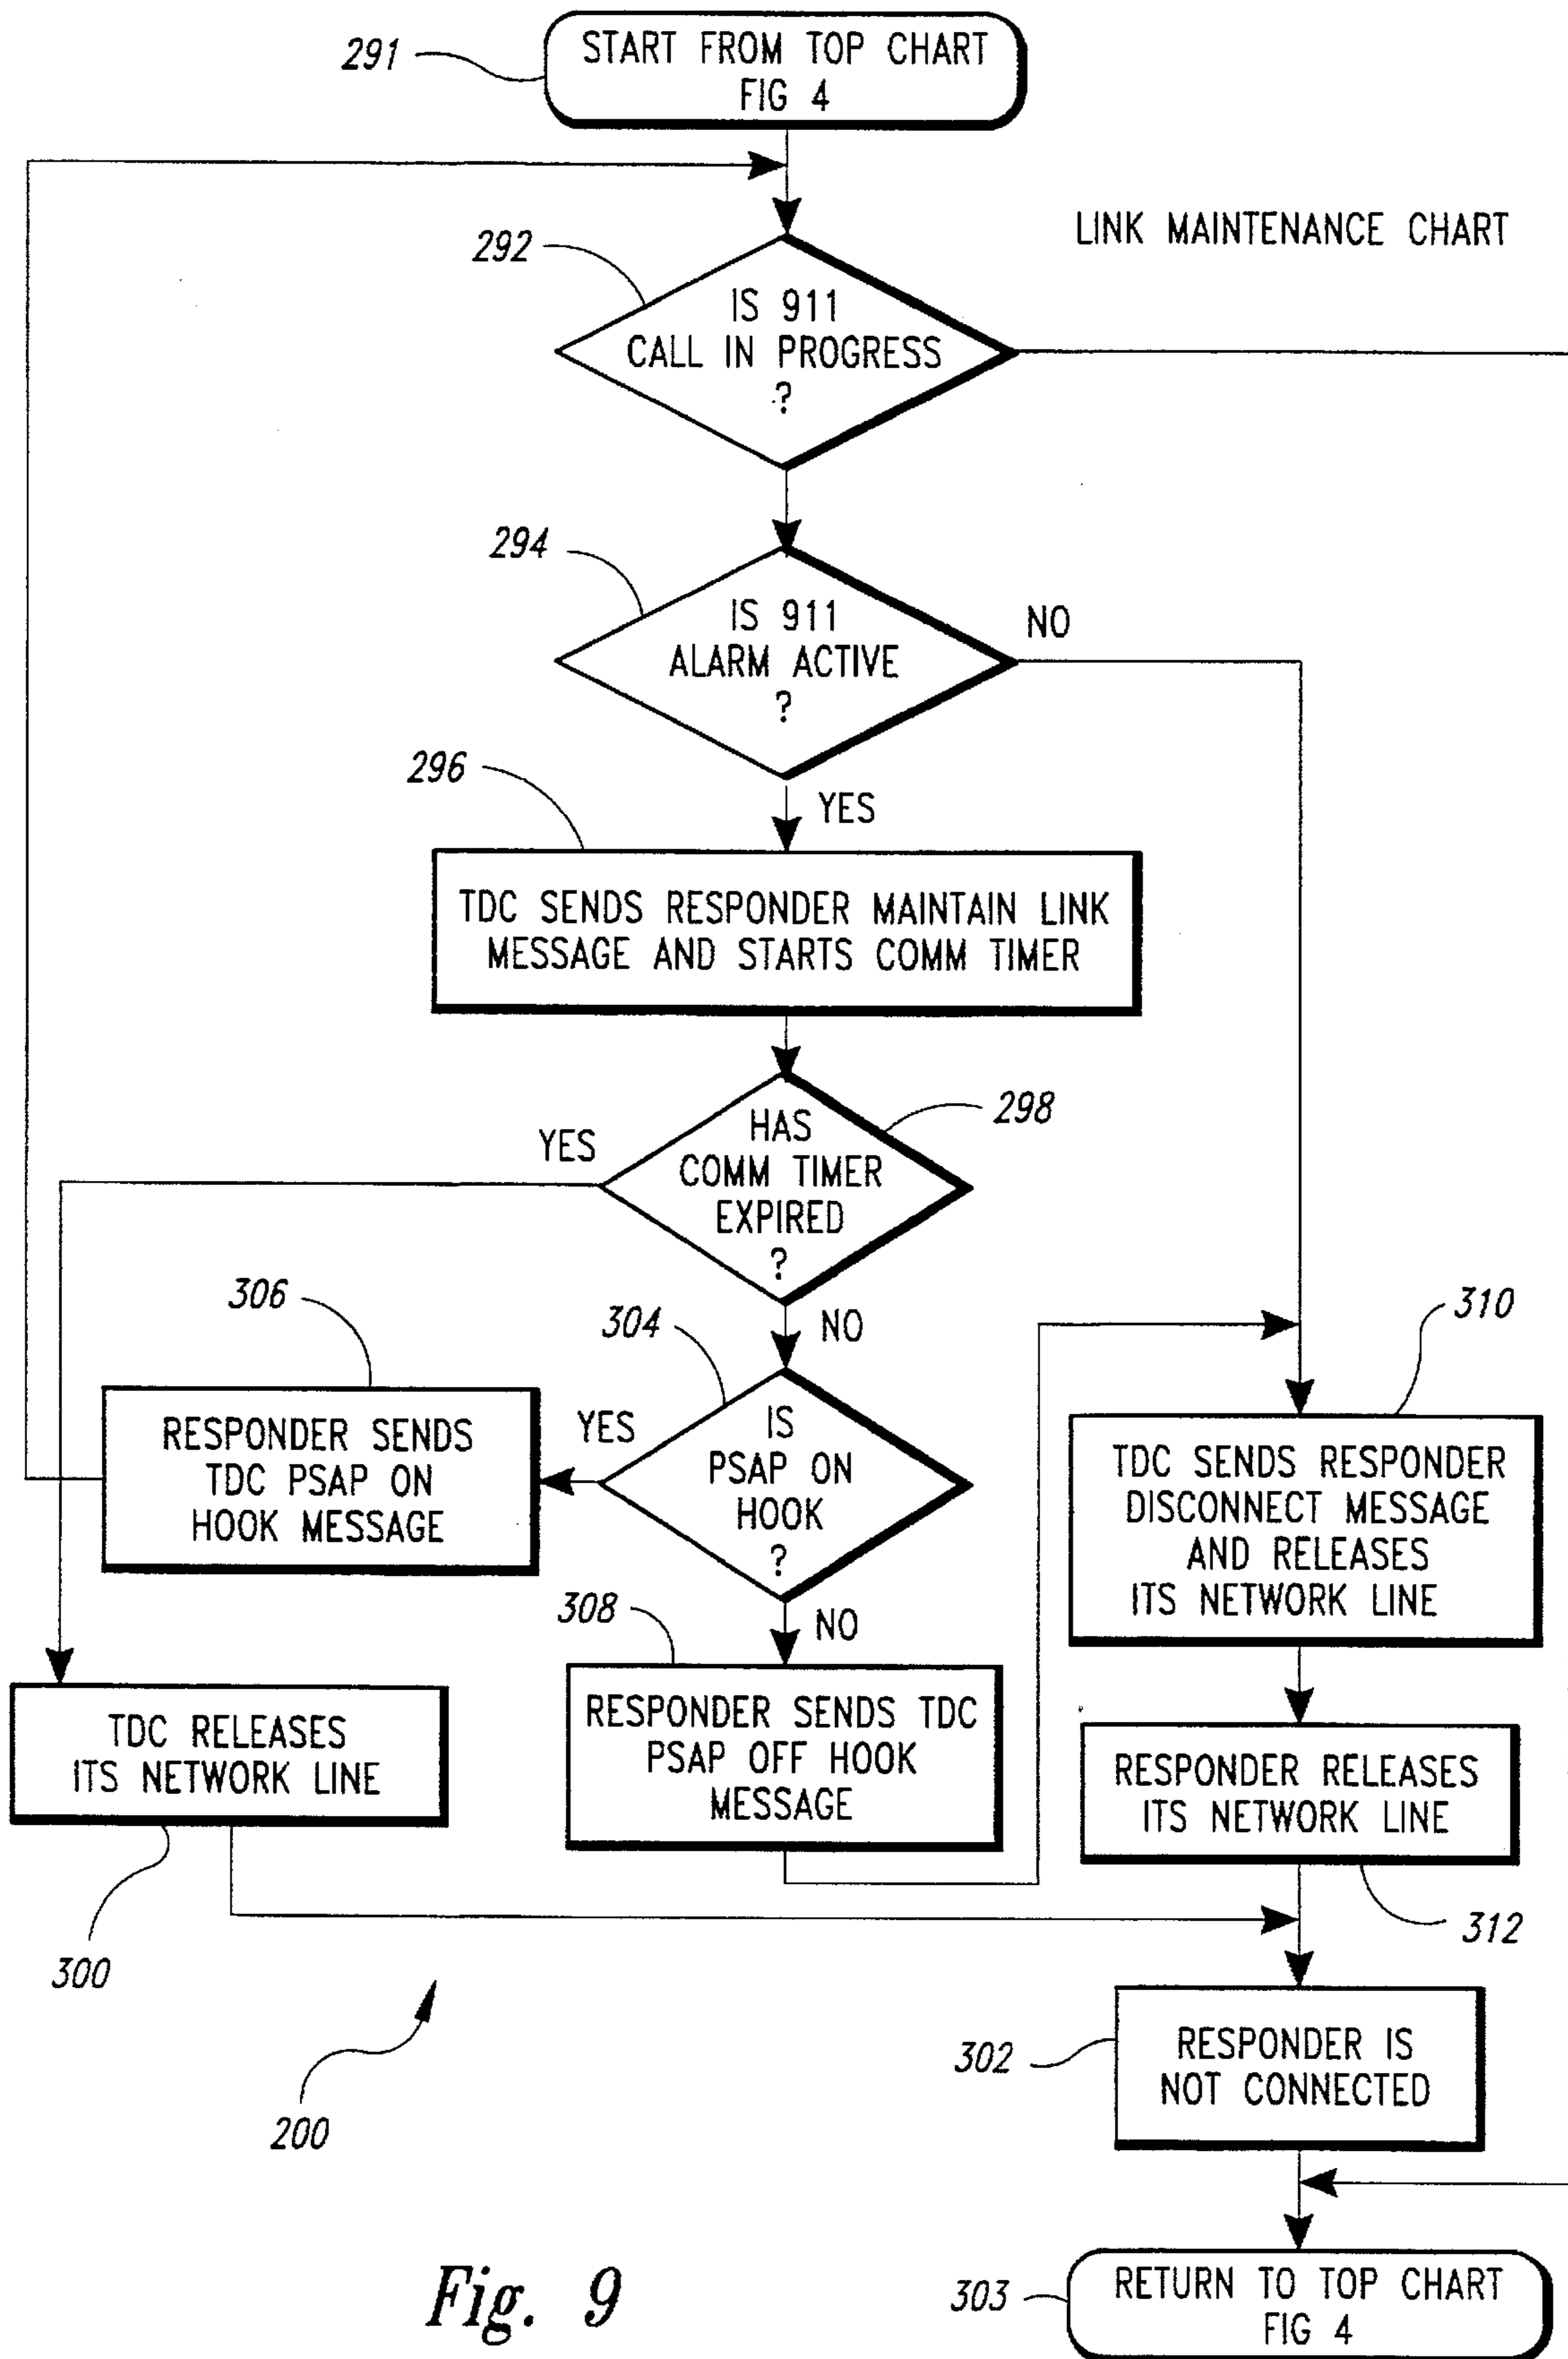 291
START FROM TOP CHART
FIG 4
LINK MAINTENANCE CHART
292
IS 911
CALL IN PROGRESS
?
294
IS 911
ALARM ACTIVE
?
NO
296
YES
TDC SENDS RESPONDER MAINTAIN LINK
MESSAGE AND STARTS COMM TIMER
298
YES
HAS
COMM TIMER
EXPIRED
?
306
304
NO
310
RESPONDER SENDS
TDC PSAP ON
HOOK MESSAGE
YES
IS
PSAP ON
HOOK
?
TDC SENDS RESPONDER
DISCONNECT MESSAGE
AND RELEASES
ITS NETWORK LINE
308
NO
TDC RELEASES
ITS NETWORK LINE
RESPONDER SENDS TDC
PSAP OFF HOOK
MESSAGE
RESPONDER RELEASES
ITS NETWORK LINE
300
312
200
302
RESPONDER IS
NOT CONNECTED
303
RETURN TO TOP CHART
FIG 4
Fig. 9